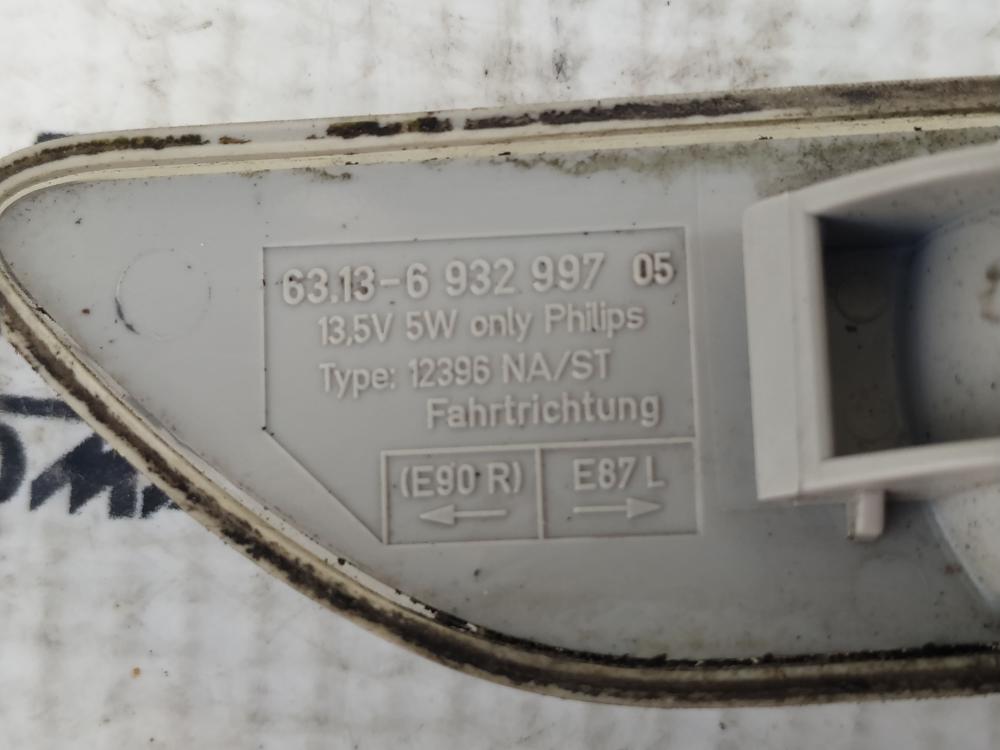 63.13-6 932 997 05
13,5V 5W only Philips
Type: 12396 NA/ST
Fahrtrichtung
(E90 R) E87 L